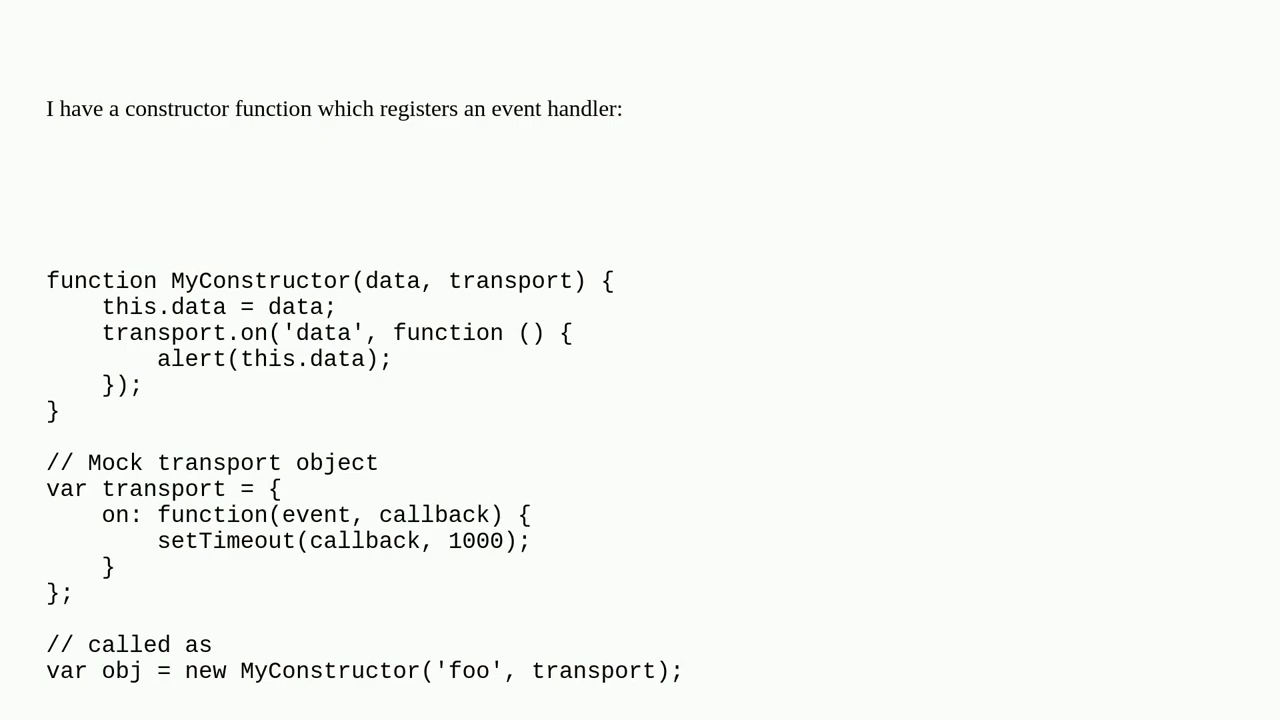 I have a constructor function which registers an event handler:
function MyConstructor(data, transport) {
    this.data = data;
    transport.on('data', function () {
        alert(this.data);
    });
}
// Mock transport object
var transport = {
    on: function(event, callback) {
        setTimeout(callback, 1000);
    }
};
// called as
var obj = new MyConstructor('foo', transport);